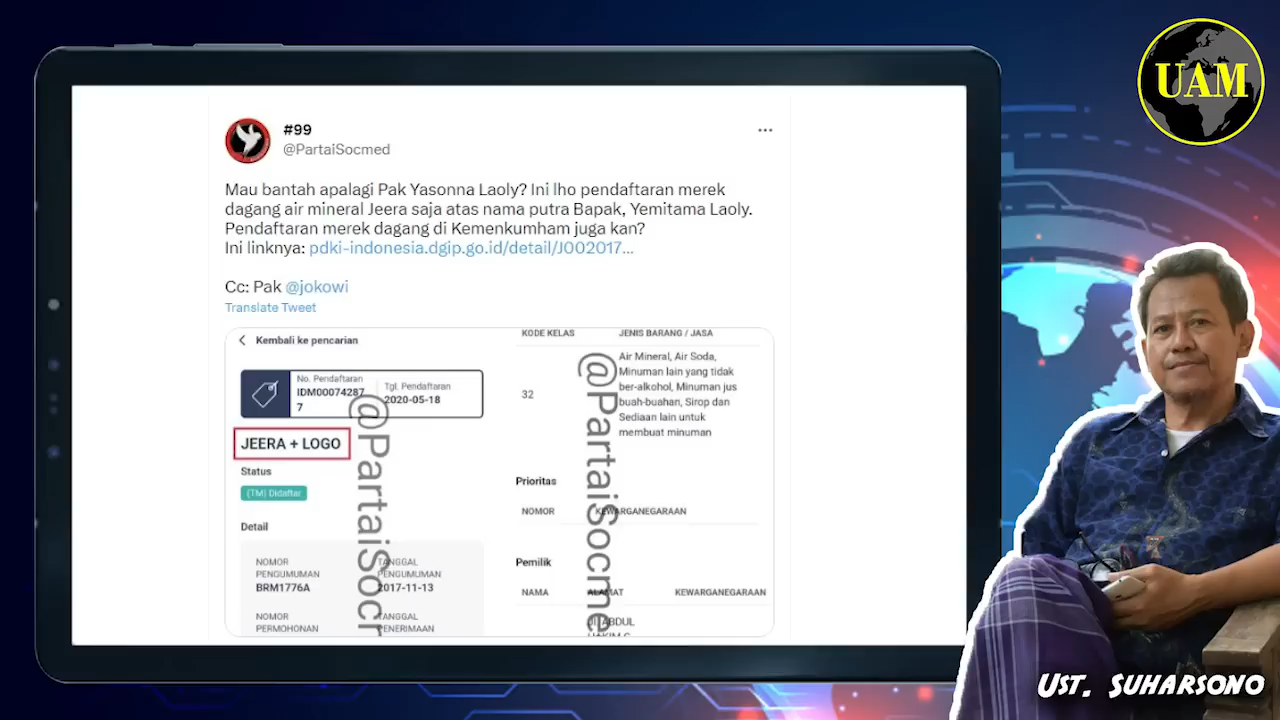 UAM
#99
@PartaiSocmed
Mau bantah apalagi Pak Yasonna Laoly? Ini lho pendaftaran merek
dagang air mineral Jeera saja atas nama putra Bapak, Yemitama Laoly.
Pendaftaran merek dagang di Kemenkumham juga kan?
Ini linknya: pdki-indonesia.dgip.go.id/detail/J002017...
Cc: Pak @jokowi
Translate Tweet
Kembali ke pencarian
No. Pendaftaran
IDM00074287
7
Tgl. Pendaftaran
2020-05-18
JEERA + LOGO
Status
(TM) Didaftar
Detail
NOMOR
PENGUMUMAN
BRM1776A
TANGGAL
PENGUMUMAN
2017-11-13
NOMOR
PERMOHONAN
TANGGAL
PENERIMAAN
@PartaiSocr
KODE KELAS
JENIS BARANG / JASA
32
Air Mineral, Air Soda,
Minuman lain yang tidak
ber-alkohol, Minuman jus
buah-buahan, Sirop dan
Sediaan lain untuk
membuat minuman
Prioritas
NOMOR
KEWARGANEGARAAN
Pemilik
NAMA
ALAMAT
KEWARGANEGARAAN
ABDUL
@PartaiSocme
UST. SUHARSONO